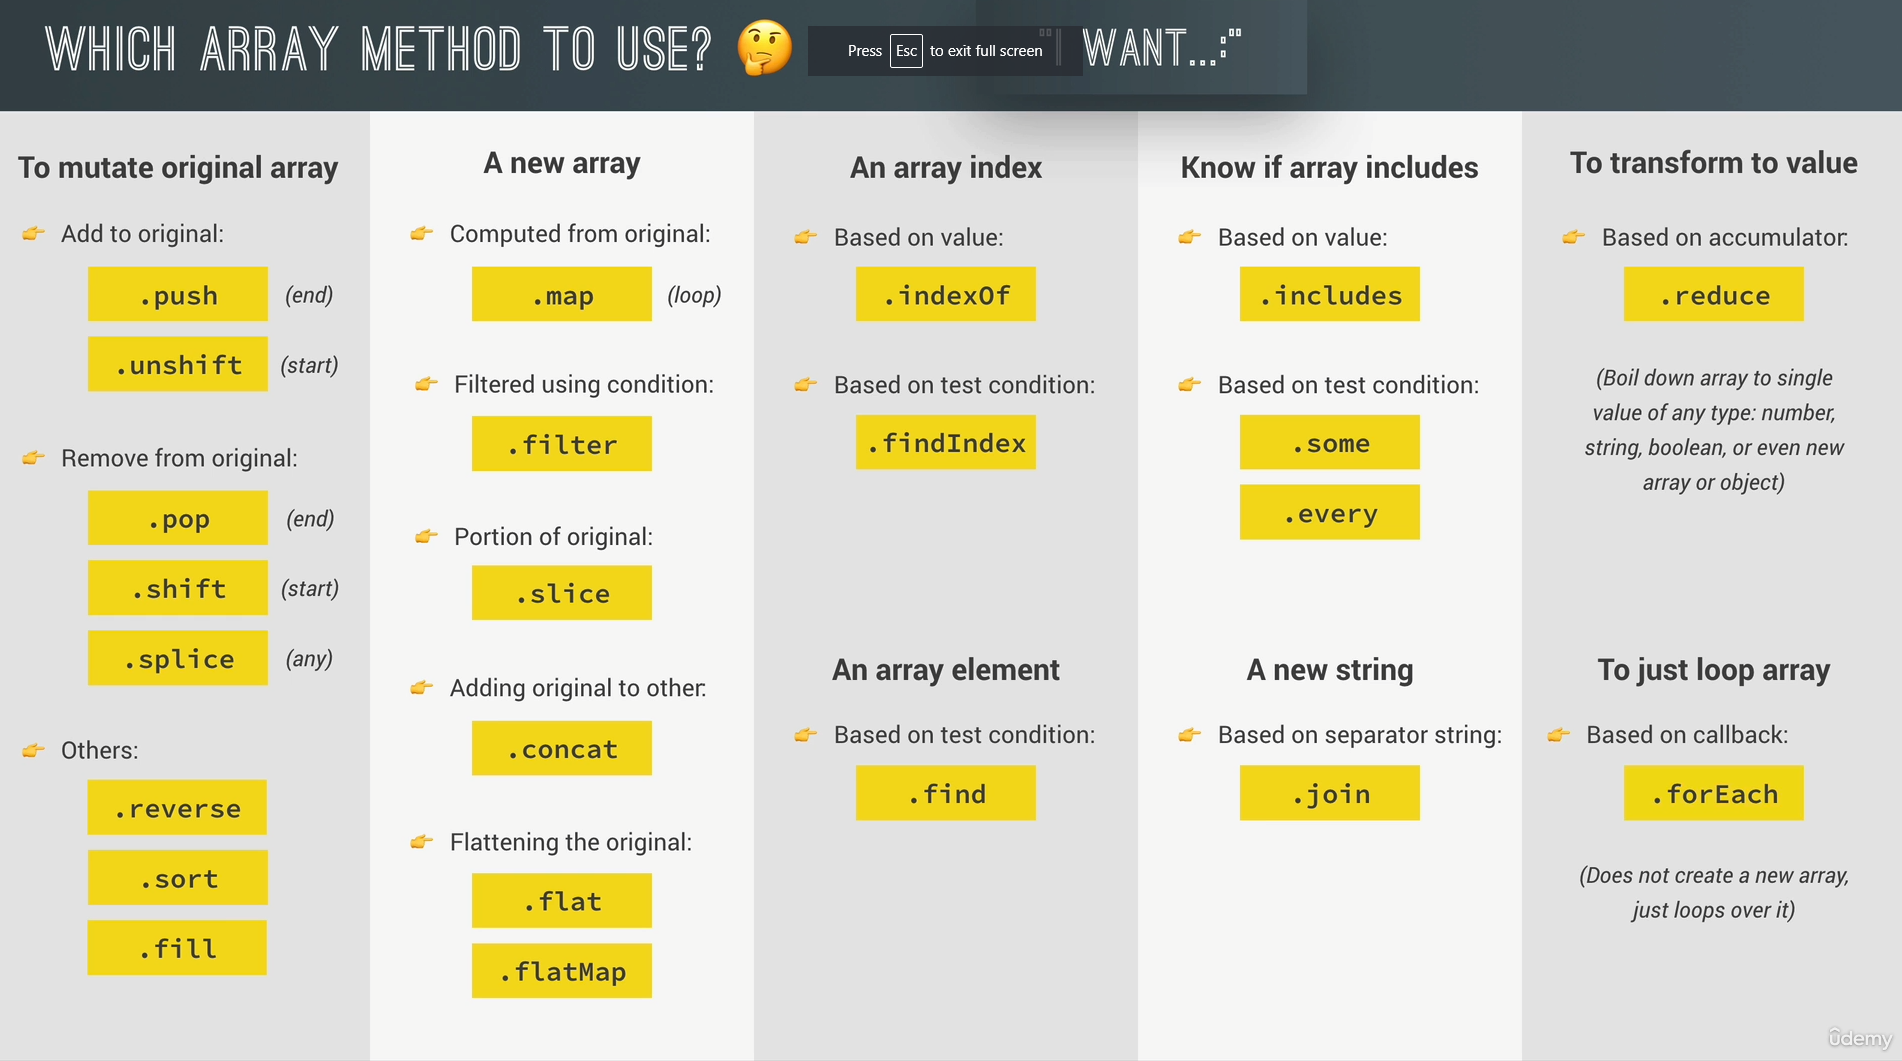 WHICH ARRAY METHOD TO USE?
Press Esc to exit full screen
"I WANT...:"
To mutate original array
Add to original:
.push (end)
.unshift (start)
Remove from original:
.pop (end)
.shift (start)
.splice (any)
Others:
.reverse
.sort
.fill
A new array
Computed from original:
.map (loop)
Filtered using condition:
.filter
Portion of original:
.slice
Adding original to other:
.concat
Flattening the original:
.flat
.flatMap
An array index
Based on value:
.indexOf
Based on test condition:
.findIndex
An array element
Based on test condition:
.find
Know if array includes
Based on value:
.includes
Based on test condition:
.some
.every
A new string
Based on separator string:
.join
To transform to value
Based on accumulator:
.reduce
(Boil down array to single
value of any type: number,
string, boolean, or even new
array or object)
To just loop array
Based on callback:
.forEach
(Does not create a new array,
just loops over it)
ûdemy